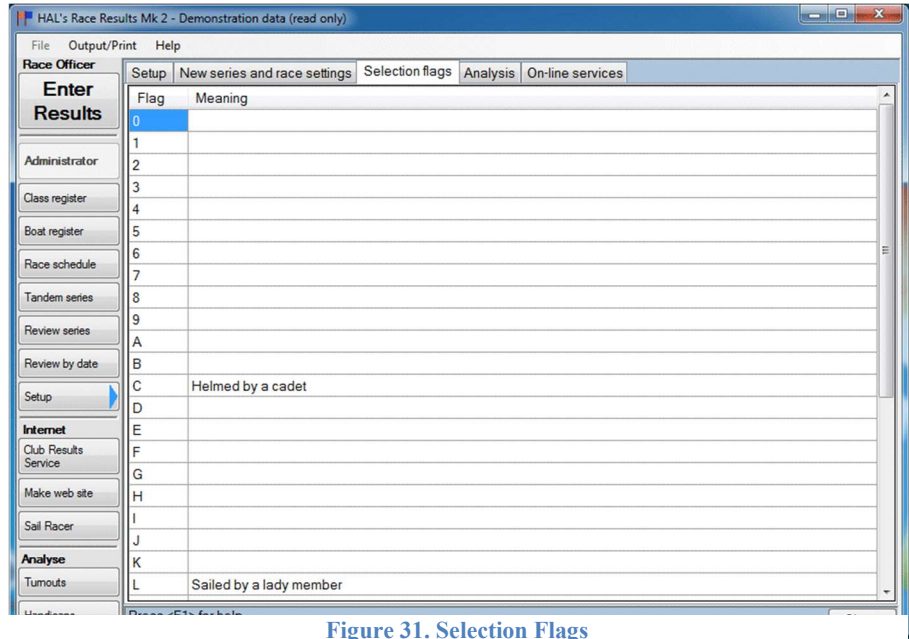 HAL's Race Results Mk 2 - Demonstration data (read only)
File Output/Print Help
Race Officer
Enter
Results
Administrator
Class register
Boat register
Race schedule
Tandem series
Review series
Review by date
Setup
Internet
Club Results
Service
Make web site
Sail Racer
Analyse
Turnouts
Setup New series and race settings Selection flags Analysis On-line services
Flag Meaning
0
1
2
3
4
5
6
7
8
9
A
B
C Helmed by a cadet
D
E
F
G
H
I
J
K
L Sailed by a lady member
Press <F1> for help
Figure 31. Selection Flags